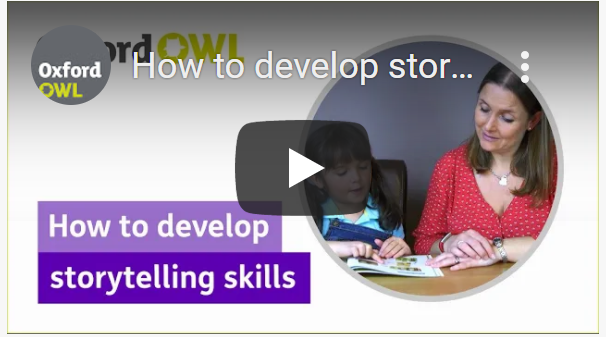 Oxford OWL
Oxford
OWL
How to develop stor...
How to develop
storytelling skills